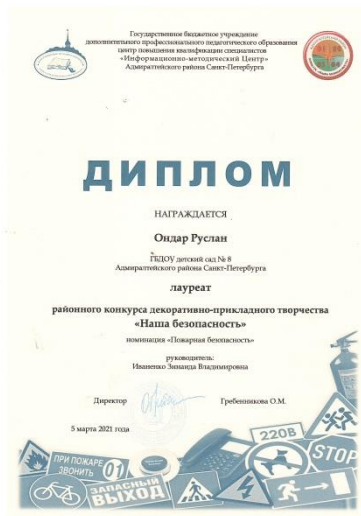 Государственное бюджетное учреждение
дополнительного профессионального педагогического образования
центр повышения квалификации специалистов
«Информационно-методический Центр»
Адмиралтейского района Санкт-Петербурга
ДИПЛОМ
НАГРАЖДАЕТСЯ
Ондар Руслан
ГБДОУ детский сад № 8
Адмиралтейского района Санкт-Петербурга
лауреат
районного конкурса декоративно-прикладного творчества
«Наша безопасность»
номинация «Пожарная безопасность»
руководитель:
Иваненко Зинаида Владимировна
Директор Гребенникова О.М.
5 марта 2021 года
220В
STOP
ПРИ ПОЖАРЕ
ЗВОНИТЬ 01
ЗАПАСНЫЙ
ВЫХОД